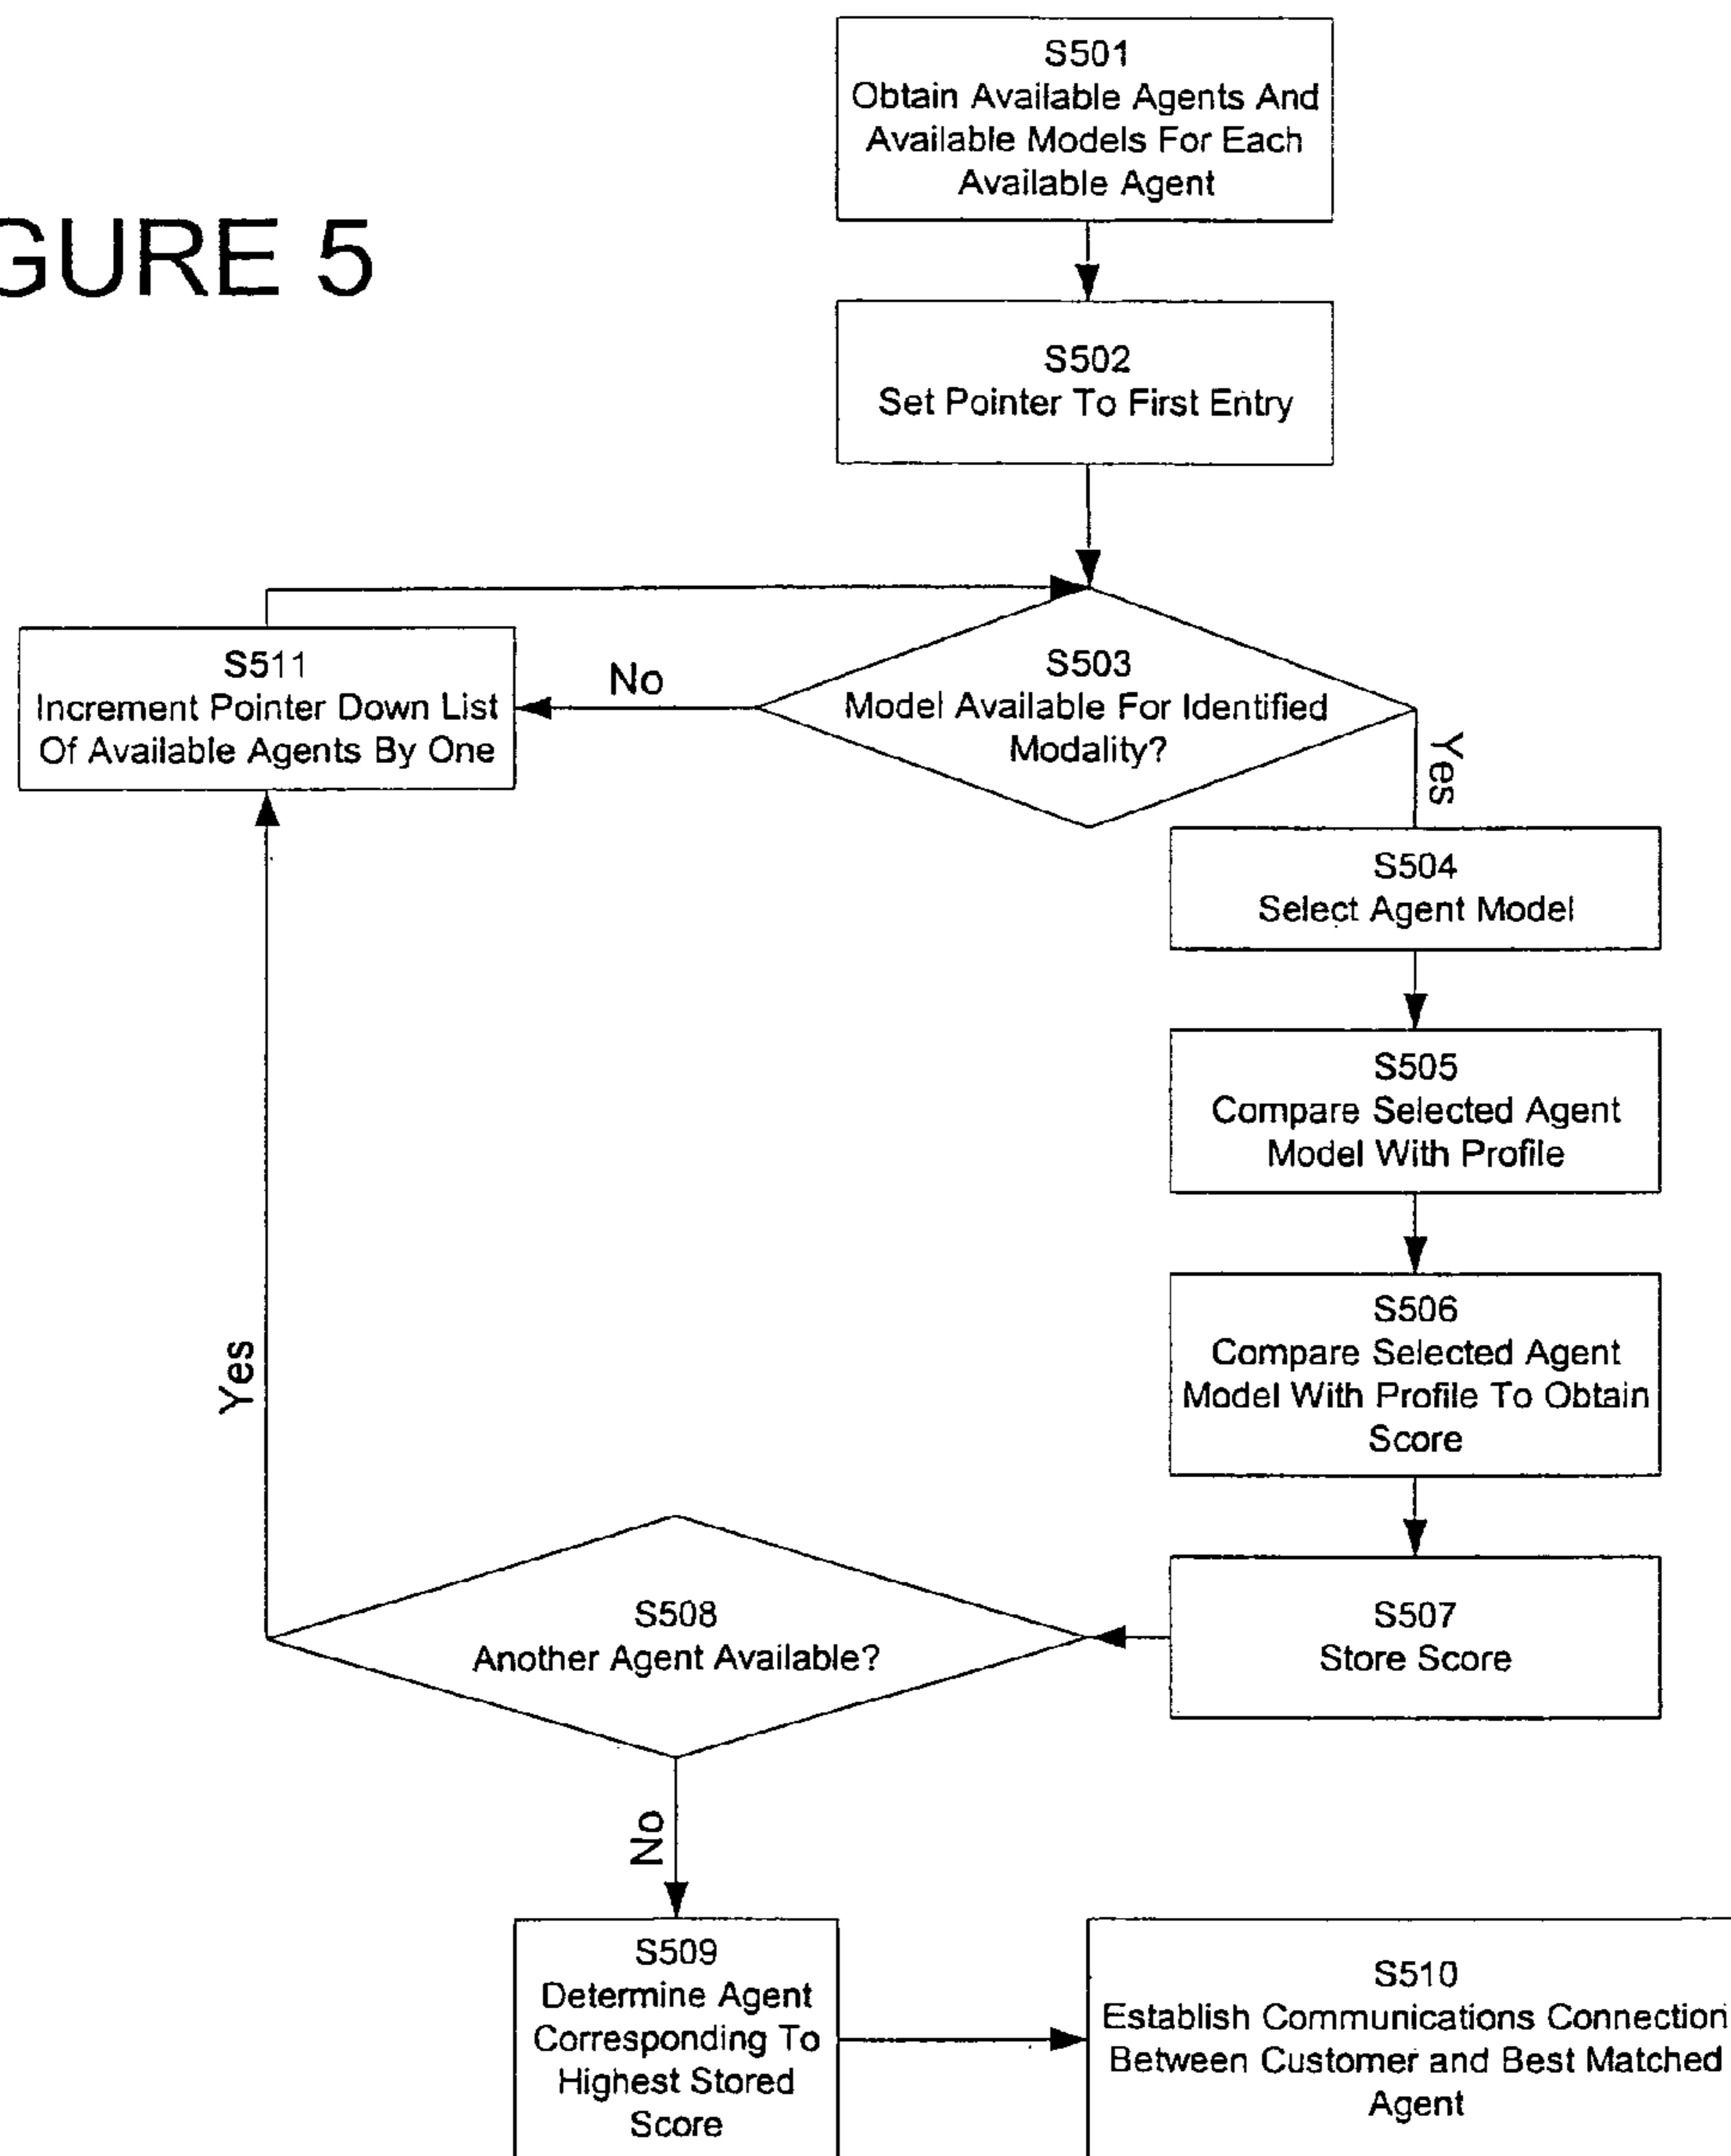 S501
Obtain Available Agents And
Available Models For Each
Available Agent
GURE 5
S502
Set Pointer To First Entry
S511
Increment Pointer Down List
Of Available Agents By One
No
S503
Model Available For Identified
Modality?
Yes
S504
Select Agent Model
S505
Compare Selected Agent
Model With Profile
S506
Compare Selected Agent
Model With Profile To Obtain
Score
Yes
S508
Another Agent Available?
S507
Store Score
No
S509
Determine Agent
Corresponding To
Highest Stored
Score
S510
Establish Communications Connection
Between Customer and Best Matched
Agent